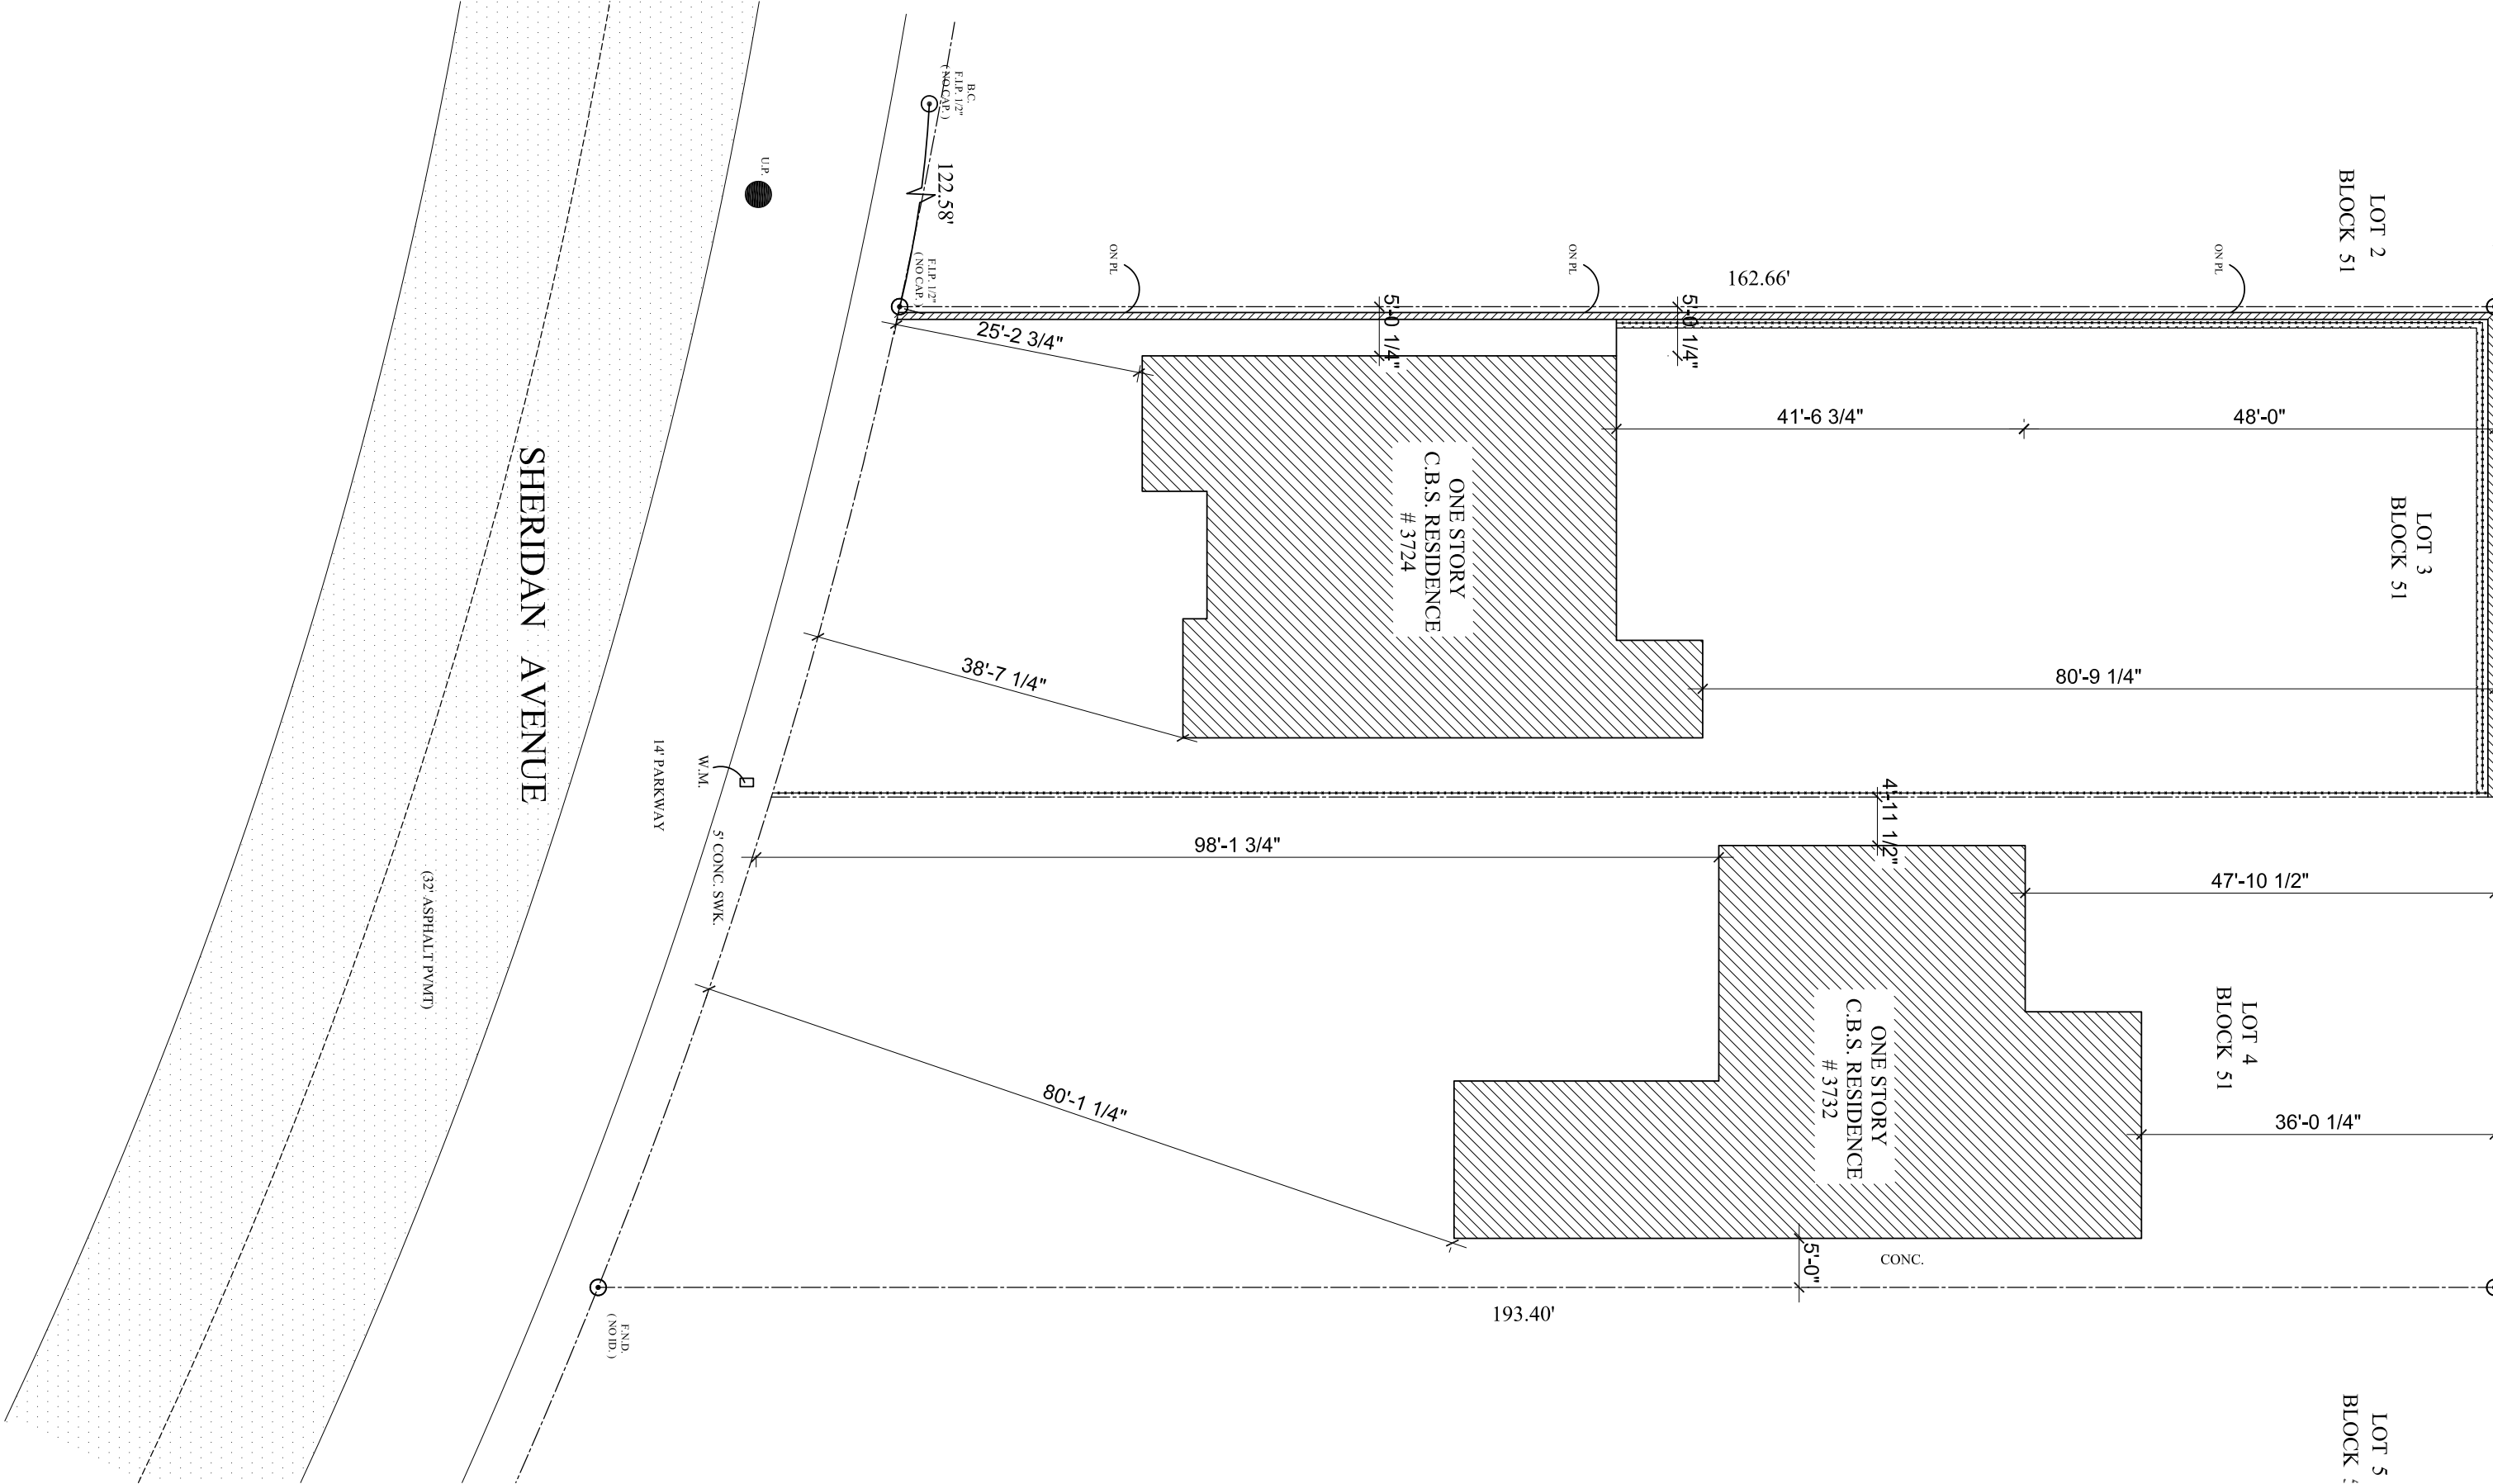 B.C.
F.I.P. 1/2"
( NO CAP. )
122.58'
U.P.
F.I.P. 1/2"
( NO CAP. )
ON PL
ON PL
ON PL
162.66'
LOT 2
BLOCK 51
25'-2 3/4"
5'-0 1/4"
5'-0 1/4"
41'-6 3/4"
48'-0"
ONE STORY
C.B.S. RESIDENCE
# 3724
LOT 3
BLOCK 51
38'-7 1/4"
80'-9 1/4"
SHERIDAN AVENUE
14' PARKWAY
W.M.
5' CONC. SWK.
(32' ASPHALT PVMT)
98'-1 3/4"
4'-11 1/2"
47'-10 1/2"
ONE STORY
C.B.S. RESIDENCE
# 3732
LOT 4
BLOCK 51
80'-1 1/4"
36'-0 1/4"
5'-0"
CONC.
193.40'
F.N.D.
( NO ID. )
LOT 5
BLOCK